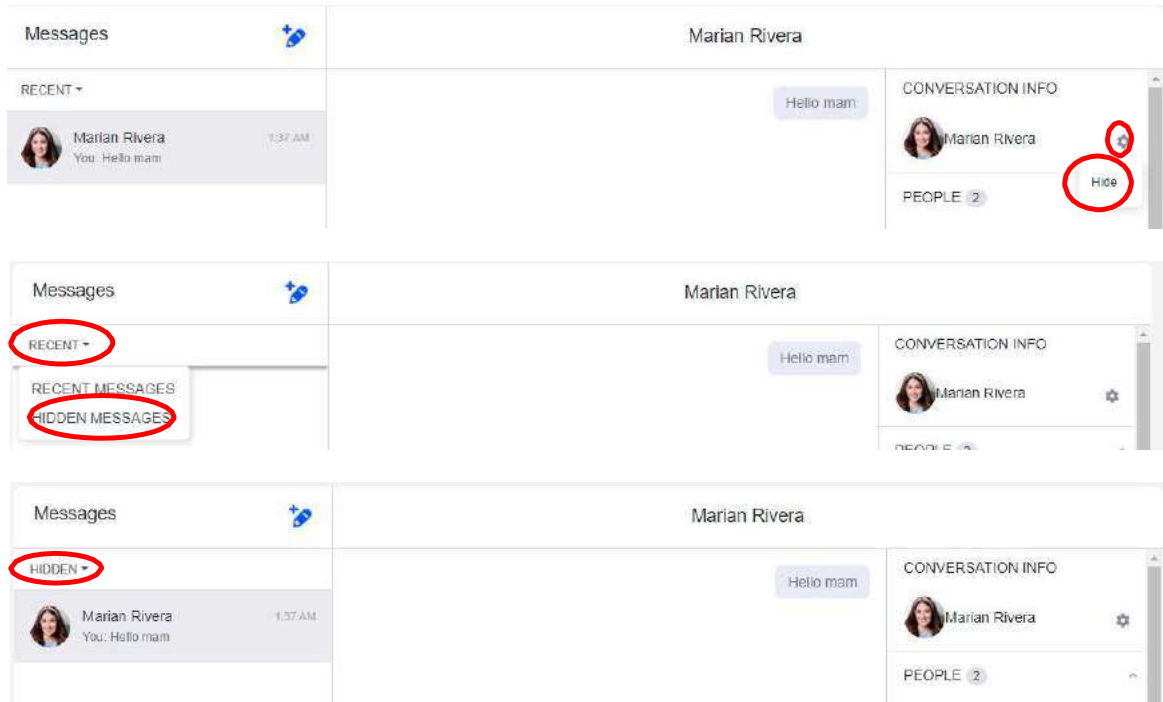 Messages
Marian Rivera
RECENT
Hello mam
CONVERSATION INFO
Marian Rivera 1:37 AM
You: Hello mam
Marian Rivera
Hide
PEOPLE 2
Messages
Marian Rivera
RECENT
Hello mam
CONVERSATION INFO
RECENT MESSAGES
HIDDEN MESSAGES
Marian Rivera
PEOPLE 2
Messages
Marian Rivera
HIDDEN
Hello mam
CONVERSATION INFO
Marian Rivera 1:37 AM
You: Hello mam
Marian Rivera
PEOPLE 2